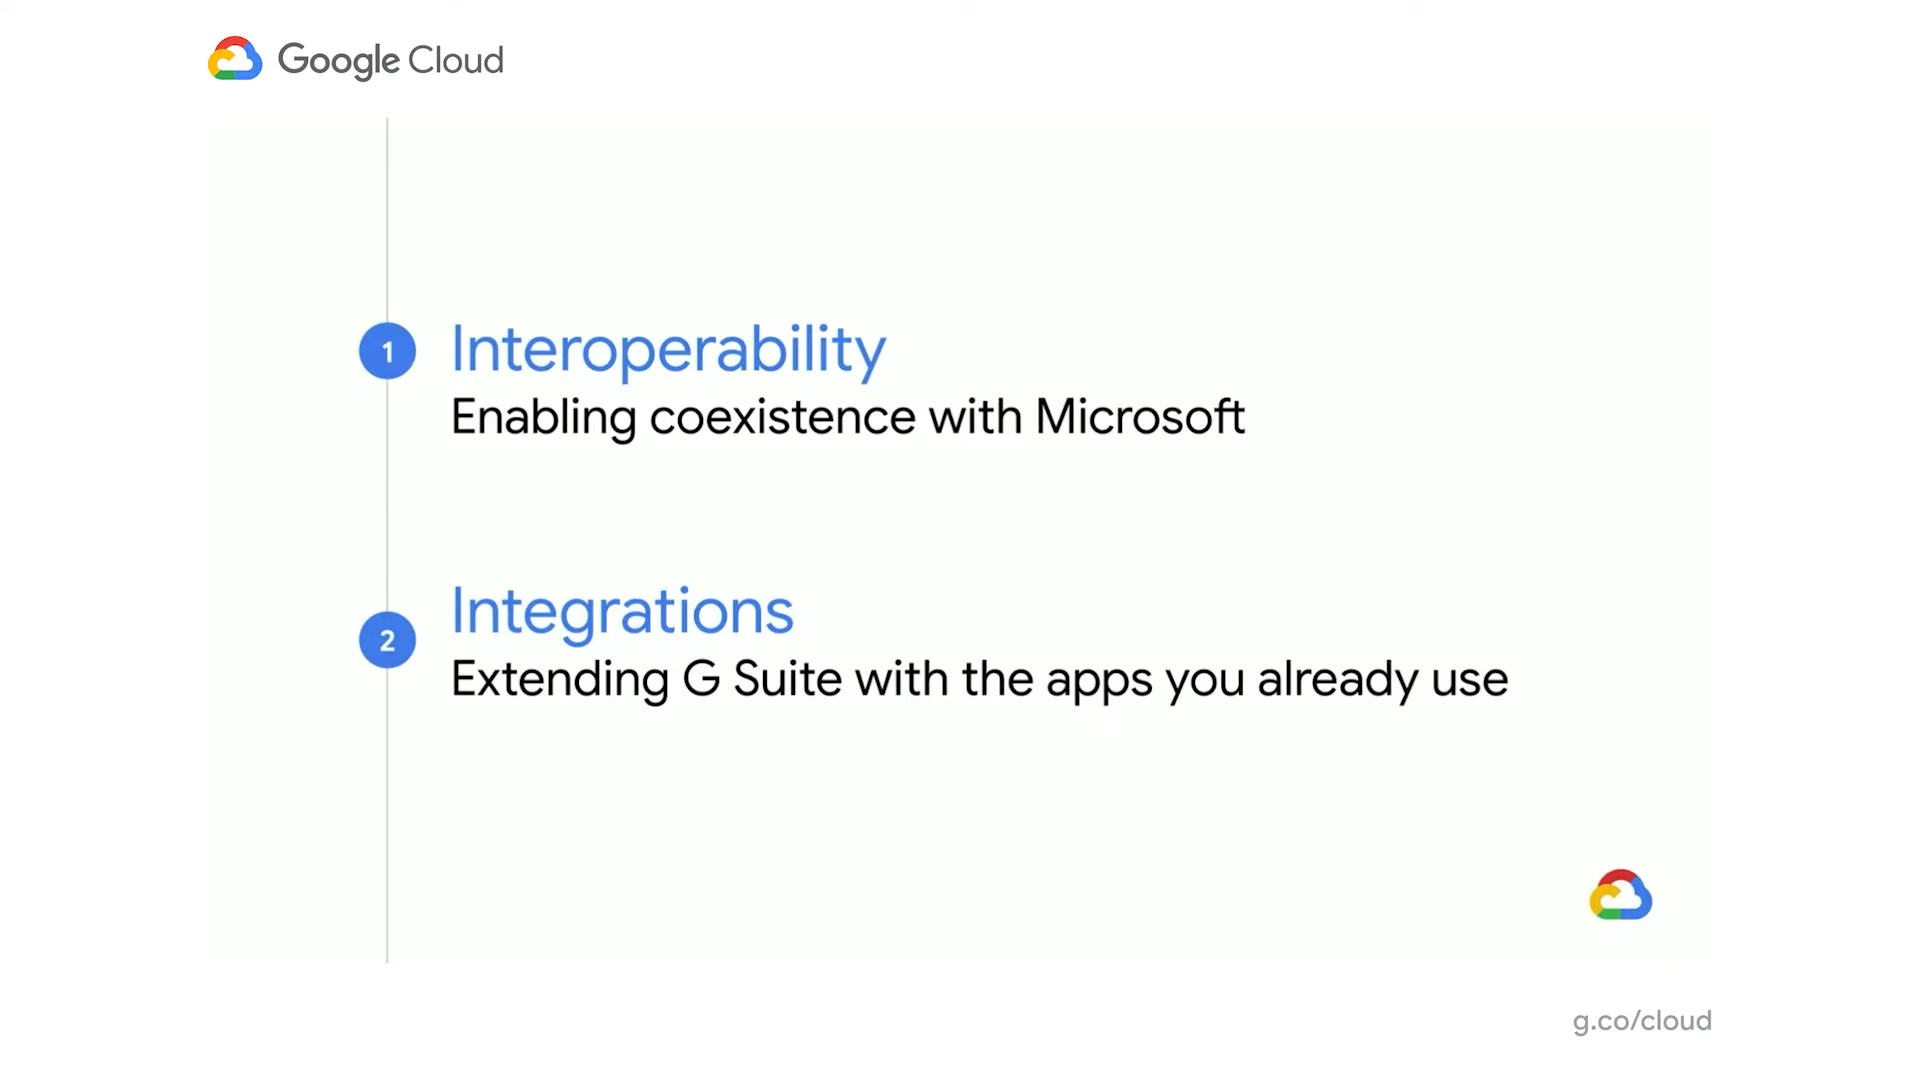 Google Cloud
1
Interoperability
Enabling coexistence with Microsoft
2
Integrations
Extending G Suite with the apps you already use
g.co/cloud